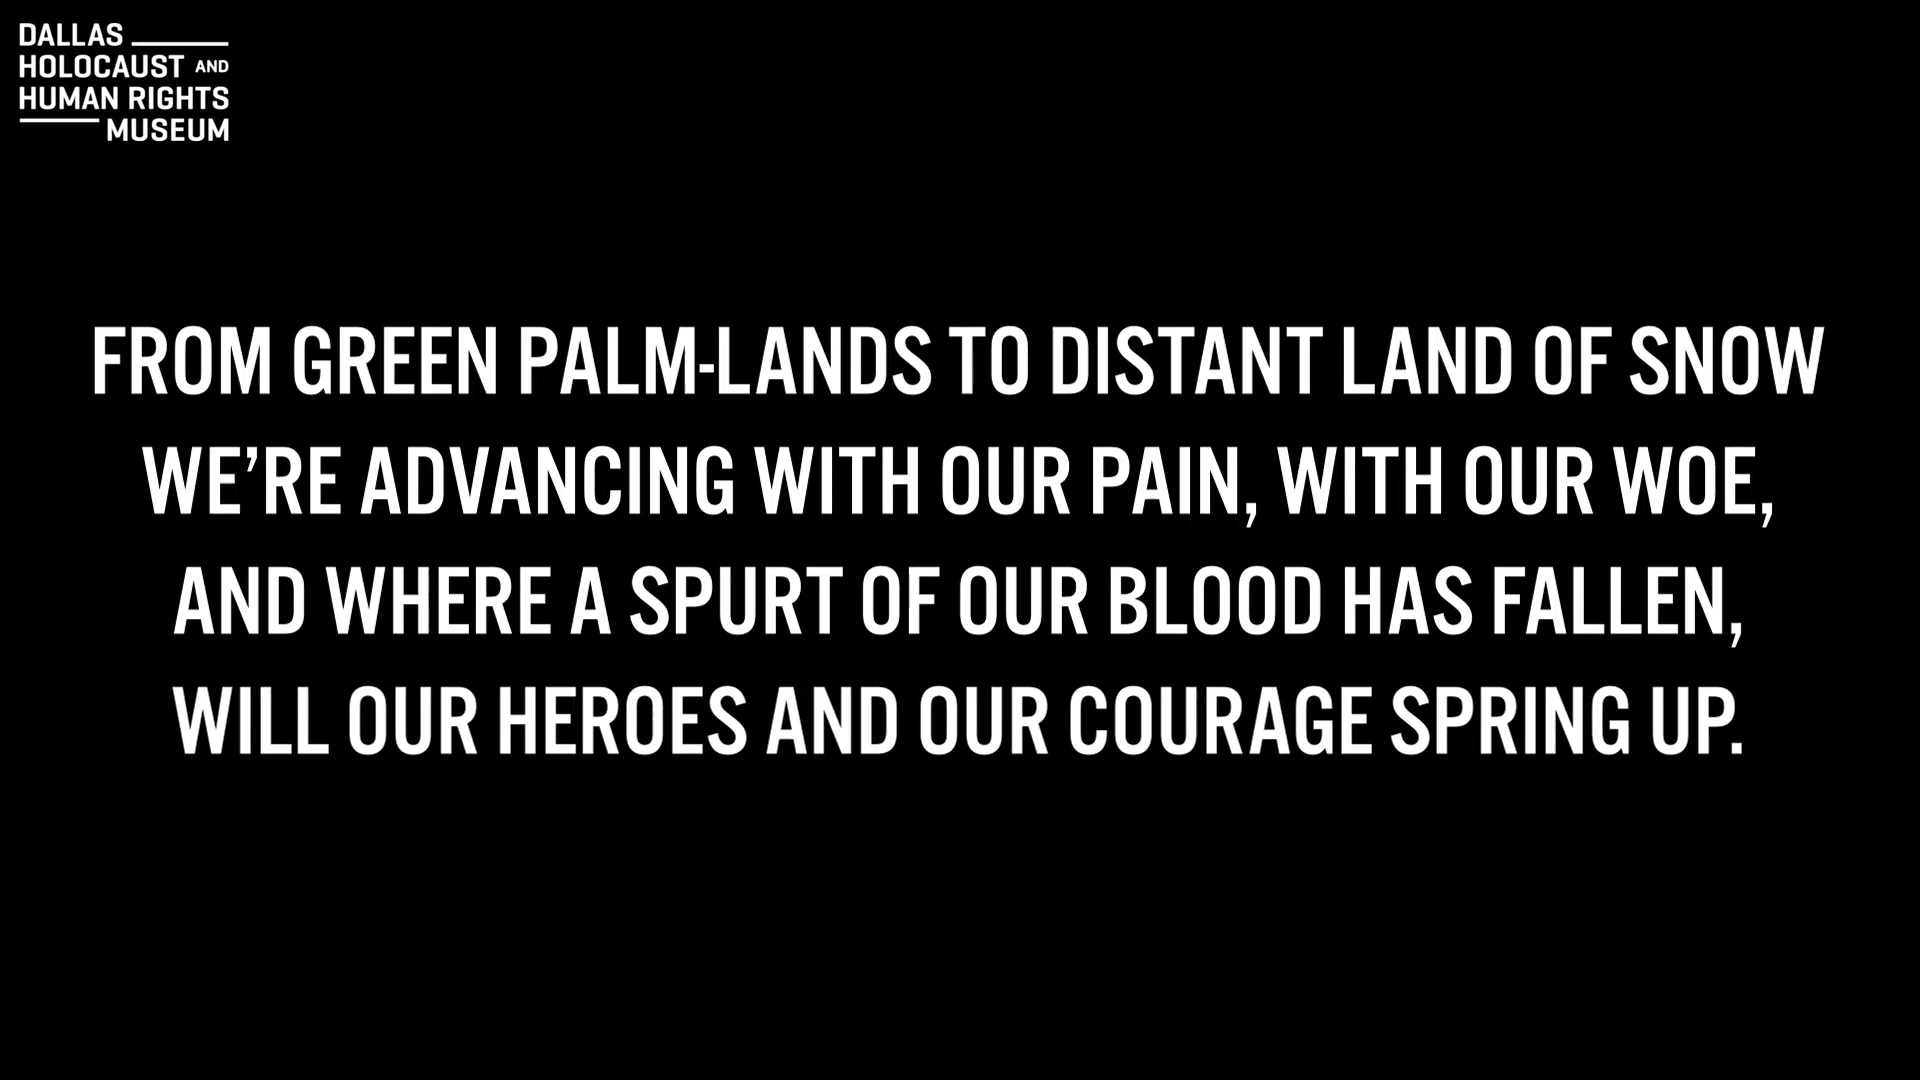 DALLAS
HOLOCAUST AND
HUMAN RIGHTS
MUSEUM
FROM GREEN PALM-LANDS TO DISTANT LAND OF SNOW
WE’RE ADVANCING WITH OUR PAIN, WITH OUR WOE,
AND WHERE A SPURT OF OUR BLOOD HAS FALLEN,
WILL OUR HEROES AND OUR COURAGE SPRING UP.